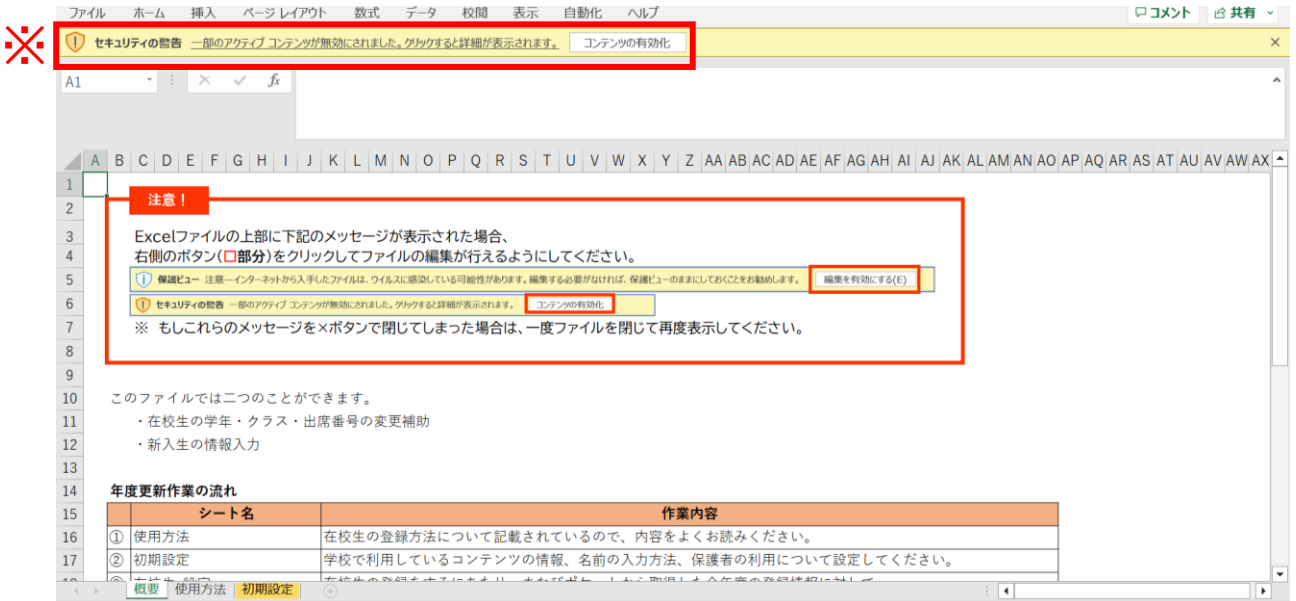 ファイル ホーム 挿入 ページ レイアウト 数式 データ 校閲 表示 自動化 ヘルプ コメント 共有
※ セキュリティの警告 一部のアクティブ コンテンツが無効にされました。クリックすると詳細が表示されます。 コンテンツの有効化 ×
A1 fx
A B C D E F G H I J K L M N O P Q R S T U V W X Y Z AA AB AC AD AE AF AG AH AI AJ AK AL AM AN AO AP AQ AR AS AT AU AV AW AX
1
注意！
2
3 Excelファイルの上部に下記のメッセージが表示された場合、
4 右側のボタン(□部分)をクリックしてファイルの編集が行えるようにしてください。
5 保護ビュー 注意—インターネットから入手したファイルは、ウイルスに感染している可能性があります。編集する必要がなければ、保護ビューのままにしておくことをお勧めします。 編集を有効にする(E)
6 セキュリティの警告 一部のアクティブ コンテンツが無効にされました。クリックすると詳細が表示されます。 コンテンツの有効化
7 ※ もしこれらのメッセージを×ボタンで閉じてしまった場合は、一度ファイルを閉じて再度表示してください。
8
9
10 このファイルでは二つのことができます。
11 ・在校生の学年・クラス・出席番号の変更補助
12 ・新入生の情報入力
13
14 年度更新作業の流れ
15 シート名 作業内容
16 ① 使用方法 在校生の登録方法について記載されているので、内容をよくお読みください。
17 ② 初期設定 学校で利用しているコンテンツの情報、名前の入力方法、保護者の利用について設定してください。
概要 使用方法 初期設定